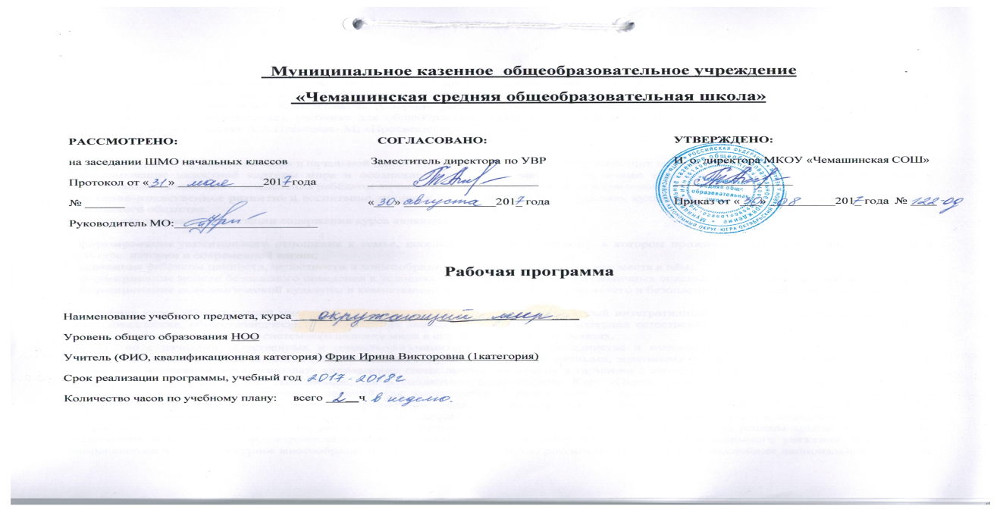 Муниципальное казенное общеобразовательное учреждение
«Чемашинская средняя общеобразовательная школа»
РАССМОТРЕНО:
на заседании ШМО начальных классов
Протокол от «31» мая 2017 года
№ ________
Руководитель МО:
СОГЛАСОВАНО:
Заместитель директора по УВР
«30» августа 2017 года
УТВЕРЖДЕНО:
И. о. директора МКОУ «Чемашинская СОШ»
Приказ от «30» 08 2017 года № 122-од
Рабочая программа
Наименование учебного предмета, курса окружающий мир
Уровень общего образования НОО
Учитель (ФИО, квалификационная категория) Фрик Ирина Викторовна (1категория)
Срок реализации программы, учебный год 2017-2018г
Количество часов по учебному плану: всего 2 ч. в неделю.